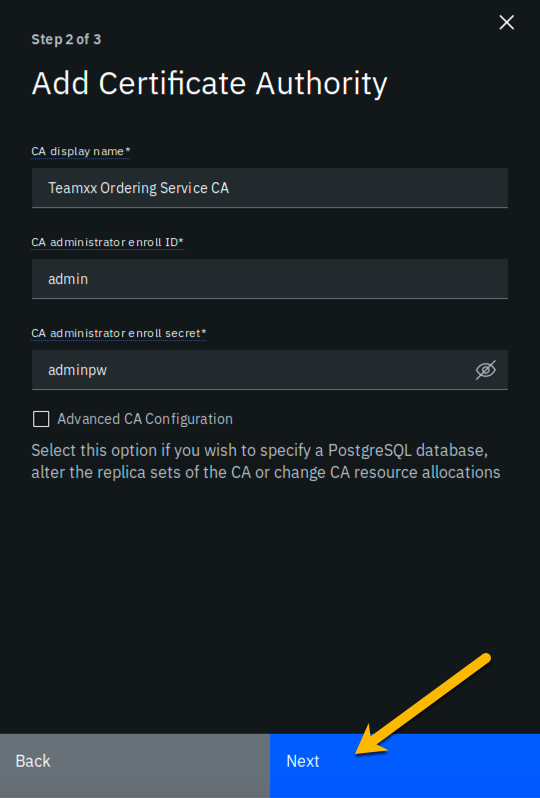 Step 2 of 3
Add Certificate Authority
CA display name*
Teamxx Ordering Service CA
CA administrator enroll ID*
admin
CA administrator enroll secret*
adminpw
Advanced CA Configuration
Select this option if you wish to specify a PostgreSQL database,
alter the replica sets of the CA or change CA resource allocations
Back
Next